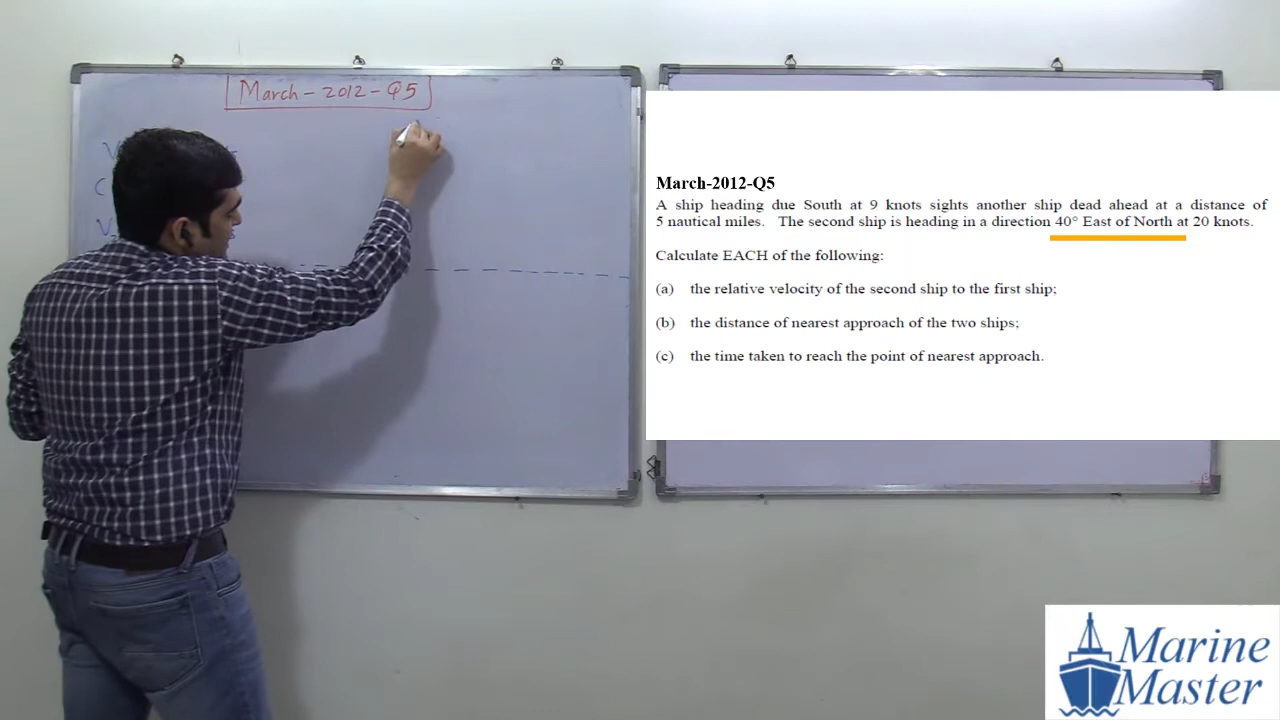 March - 2012 - Q5
March-2012-Q5
A ship heading due South at 9 knots sights another ship dead ahead at a distance of
5 nautical miles. The second ship is heading in a direction 40° East of North at 20 knots.
Calculate EACH of the following:
(a) the relative velocity of the second ship to the first ship;
(b) the distance of nearest approach of the two ships;
(c) the time taken to reach the point of nearest approach.
Marine
Master